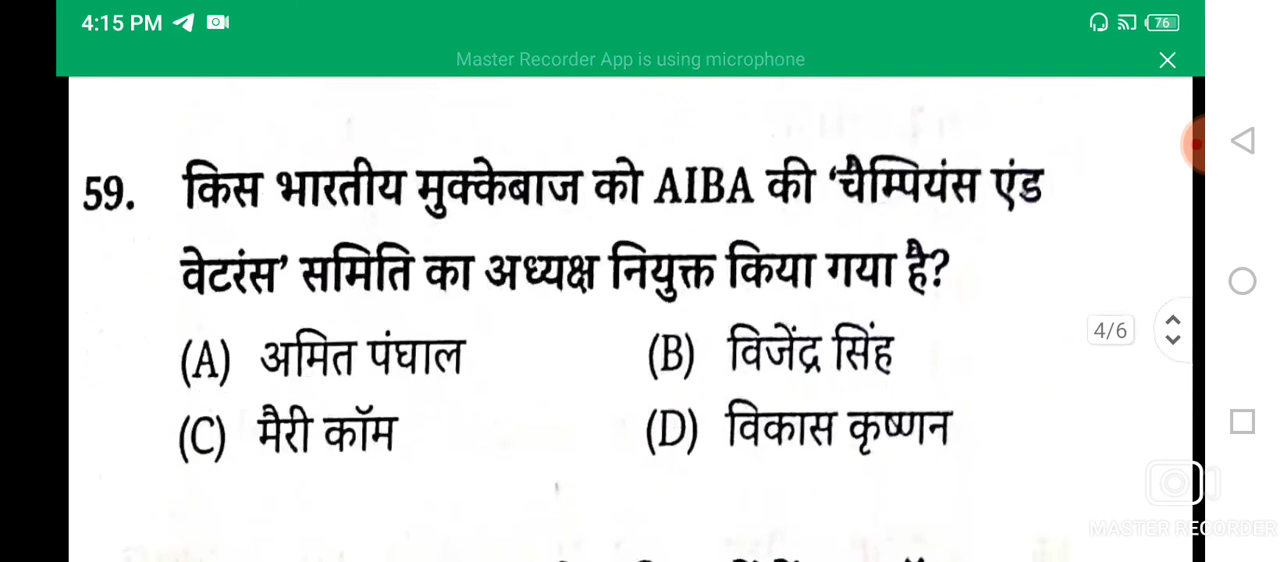 4:15 PM
76
Master Recorder App is using microphone
59. किस भारतीय मुक्केबाज को AIBA की ‘चैम्पियंस एंड
वेटरंस’ समिति का अध्यक्ष नियुक्त किया गया है?
(A) अमित पंघाल (B) विजेंद्र सिंह
(C) मैरी कॉम (D) विकास कृष्णन
4/6
MASTER RECORDER